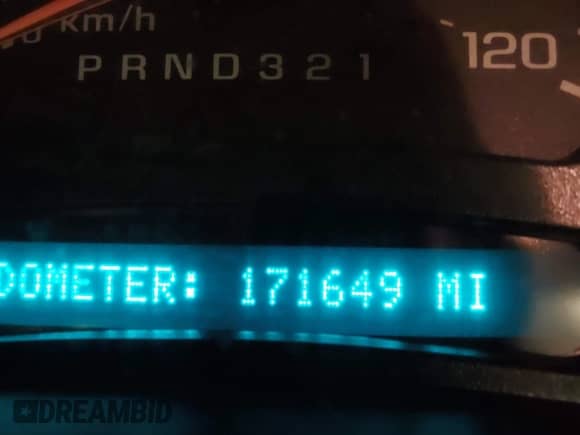 km/h
120
PRND321
DOMETER: 171649 MI
DREAMBID